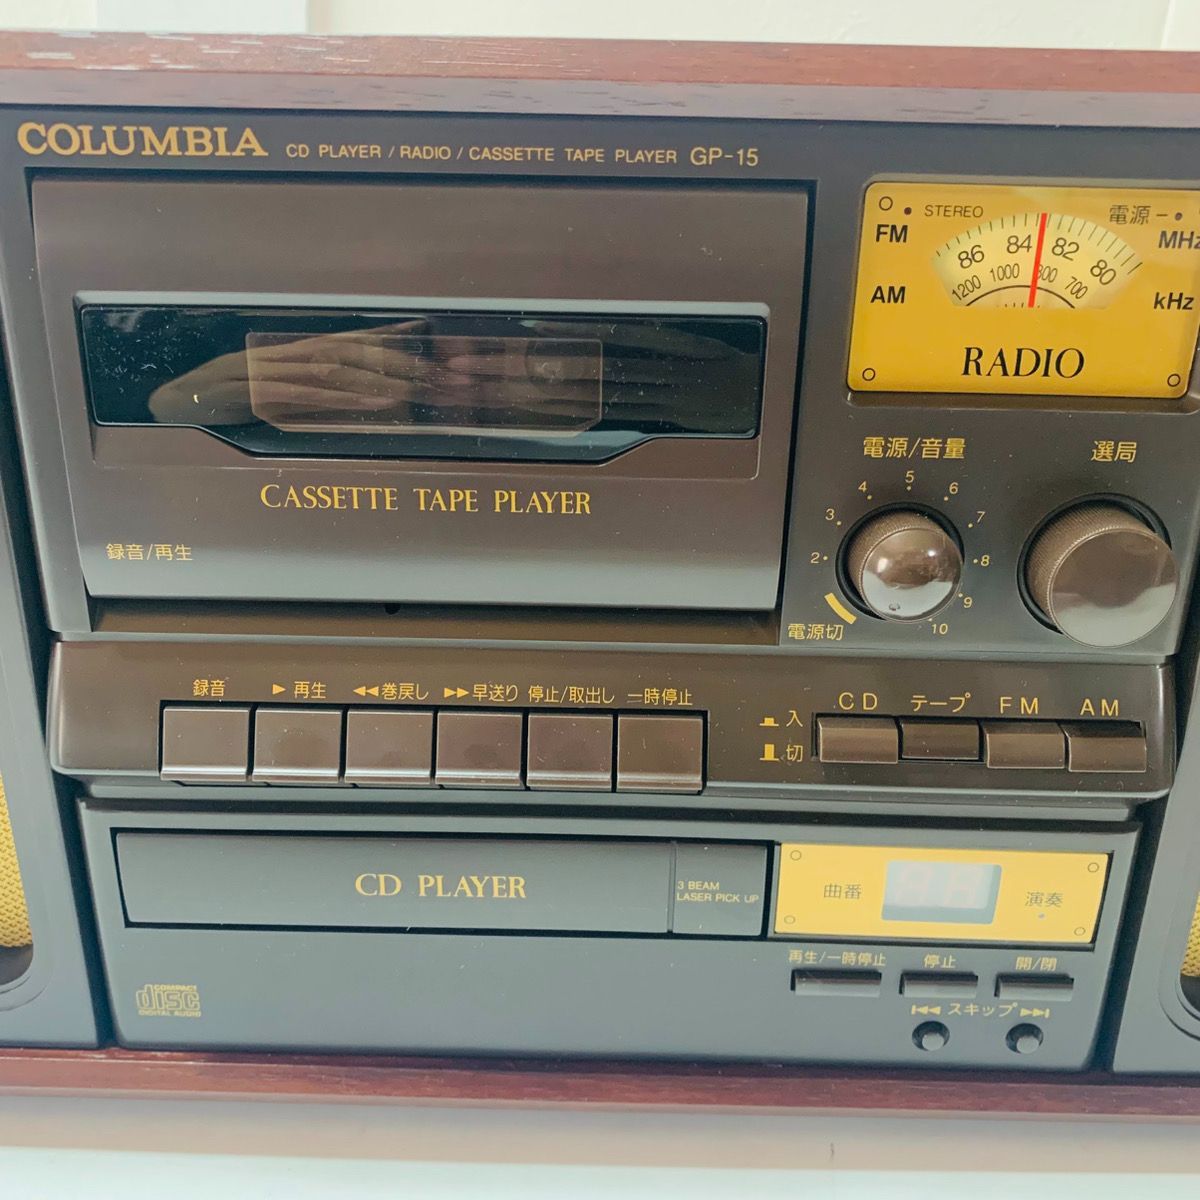 COLUMBIA CD PLAYER / RADIO / CASSETTE TAPE PLAYER GP-15
STEREO 電源
FM 86 84 82 80 MHz
AM 1200 1000 800 700 kHz
RADIO
CASSETTE TAPE PLAYER
録音/再生
電源/音量 選局
2 3 4 5 6 7 8 9 10
電源切
録音 ▶ 再生 ◀◀巻戻し ▶▶早送り 停止/取出し 一時停止
入 CD テープ FM AM
切
CD PLAYER
3 BEAM
LASER PICK UP
曲番 演奏
再生/一時停止 停止 開/閉
⏮ スキップ ⏭
COMPACT
disc
DIGITAL AUDIO